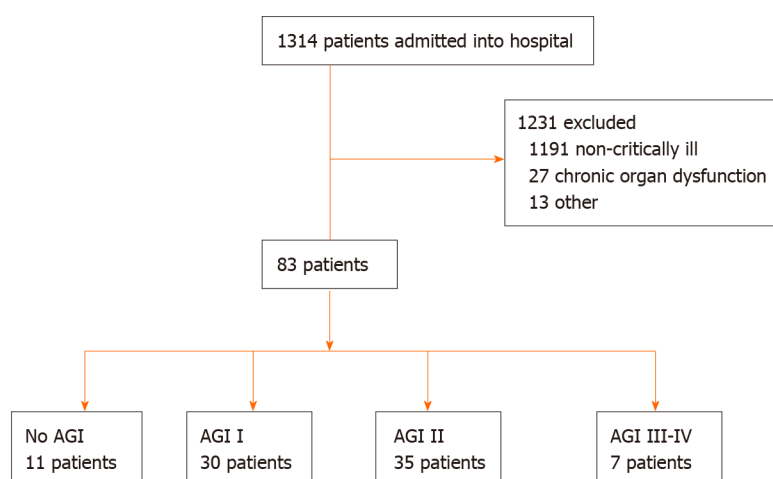 1314 patients admitted into hospital
1231 excluded
1191 non-critically ill
27 chronic organ dysfunction
13 other
83 patients
No AGI
11 patients
AGI I
30 patients
AGI II
35 patients
AGI III-IV
7 patients